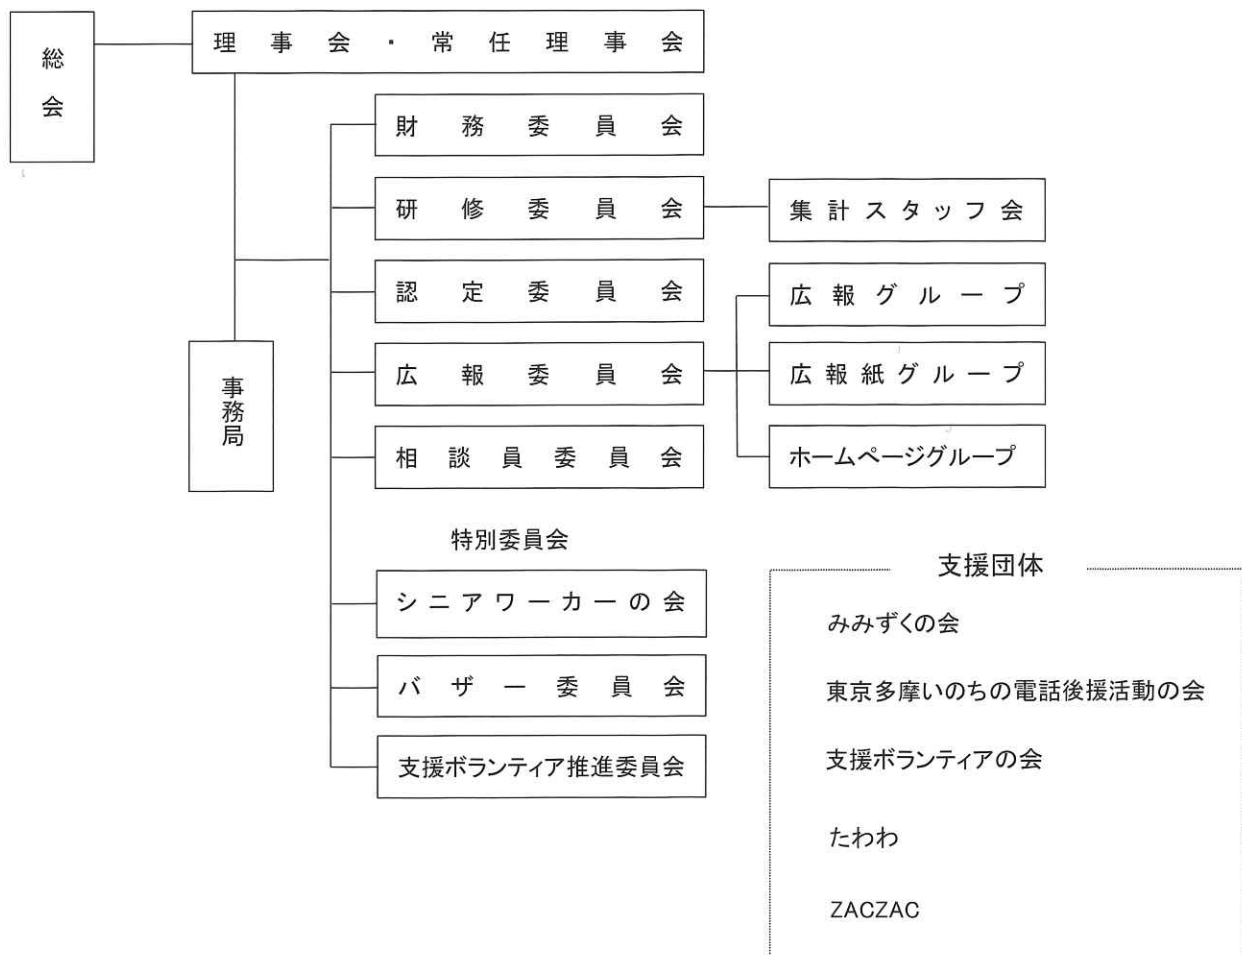 総会
理事会・常任理事会
財務委員会
研修委員会
集計スタッフ会
認定委員会
広報グループ
広報委員会
広報紙グループ
事務局
相談員委員会
ホームページグループ
特別委員会
シニアワーカーの会
バザー委員会
支援ボランティア推進委員会
支援団体
みみずくの会
東京多摩いのちの電話後援活動の会
支援ボランティアの会
たわわ
ZACZAC